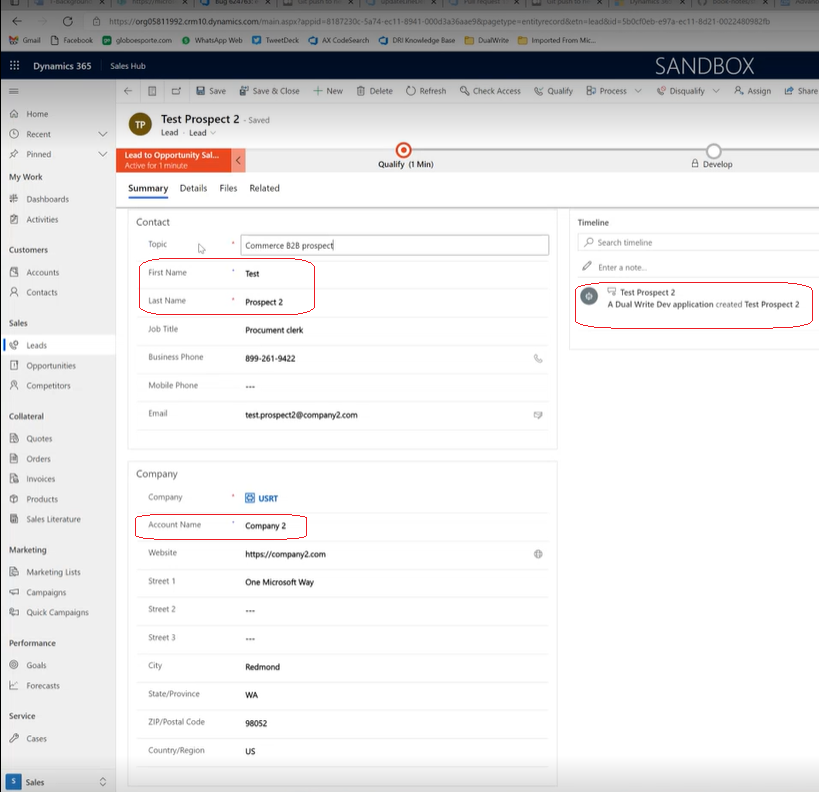 https://org05811992.crm10.dynamics.com/main.aspx?appid=8187230c-5a74-ec11-8941-000d3a36aae9&pagetype=entityrecord&etn=lead&id=5b0cf0eb-e97a-ec11-8d21-0022480982fb
Gmail Facebook globoesporte.com WhatsApp Web TweetDeck AX CodeSearch DRI Knowledge Base DualWrite Imported From Mic...
Dynamics 365 Sales Hub SANDBOX
Save Save & Close New Delete Refresh Check Access Qualify Process Disqualify Assign Share
Home
Recent
Pinned
My Work
Dashboards
Activities
Customers
Accounts
Contacts
Sales
Leads
Opportunities
Competitors
Collateral
Quotes
Orders
Invoices
Products
Sales Literature
Marketing
Marketing Lists
Campaigns
Quick Campaigns
Performance
Goals
Forecasts
Service
Cases
S Sales
TP
Test Prospect 2 - Saved
Lead · Lead
Lead to Opportunity Sal...
Active for 1 minute
Qualify (1 Min)
Develop
Summary Details Files Related
Contact
Topic * Commerce B2B prospect
First Name * Test
Last Name * Prospect 2
Job Title Procument clerk
Business Phone 899-261-9422
Mobile Phone ---
Email test.prospect2@company2.com
Company
Company * USRT
Account Name * Company 2
Website https://company2.com
Street 1 One Microsoft Way
Street 2 ---
Street 3 ---
City Redmond
State/Province WA
ZIP/Postal Code 98052
Country/Region US
Timeline
Search timeline
Enter a note...
Test Prospect 2
A Dual Write Dev application created Test Prospect 2